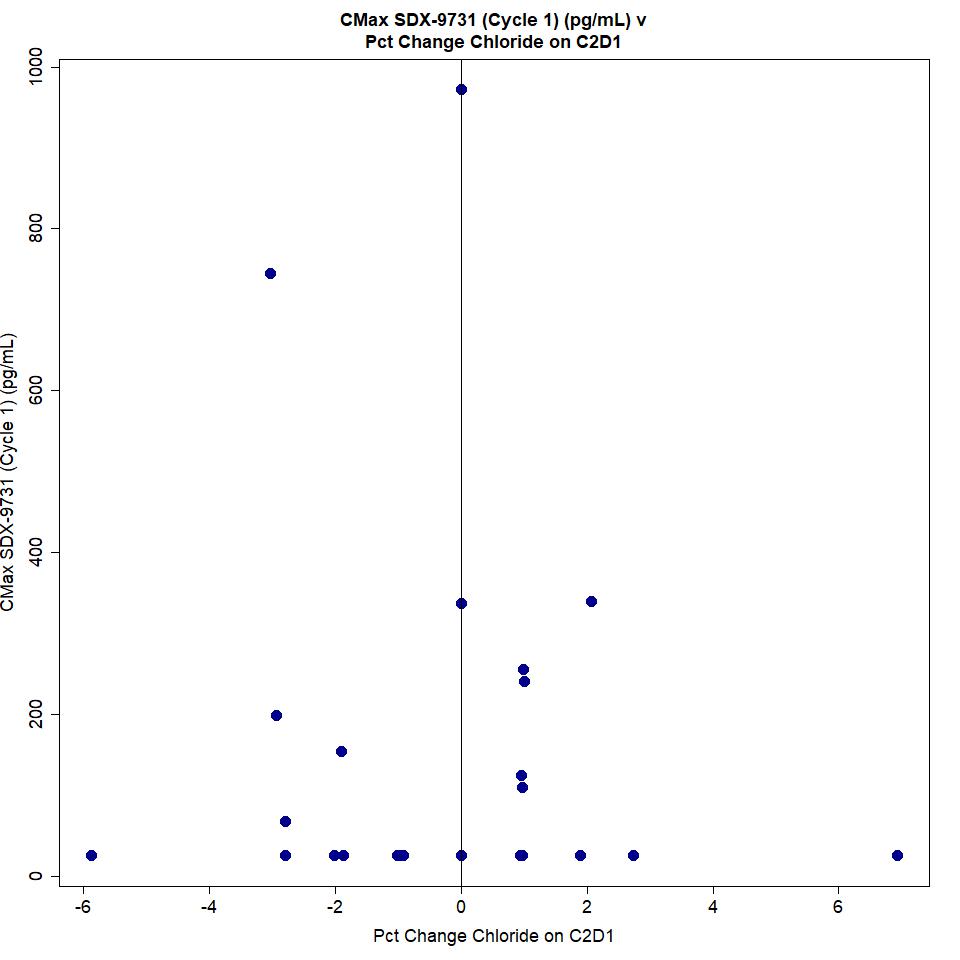 CMax SDX-9731 (Cycle 1) (pg/mL) v
Pct Change Chloride on C2D1
1000
800
600
400
200
0
CMax SDX-9731 (Cycle 1) (pg/mL)
-6 -4 -2 0 2 4 6
Pct Change Chloride on C2D1